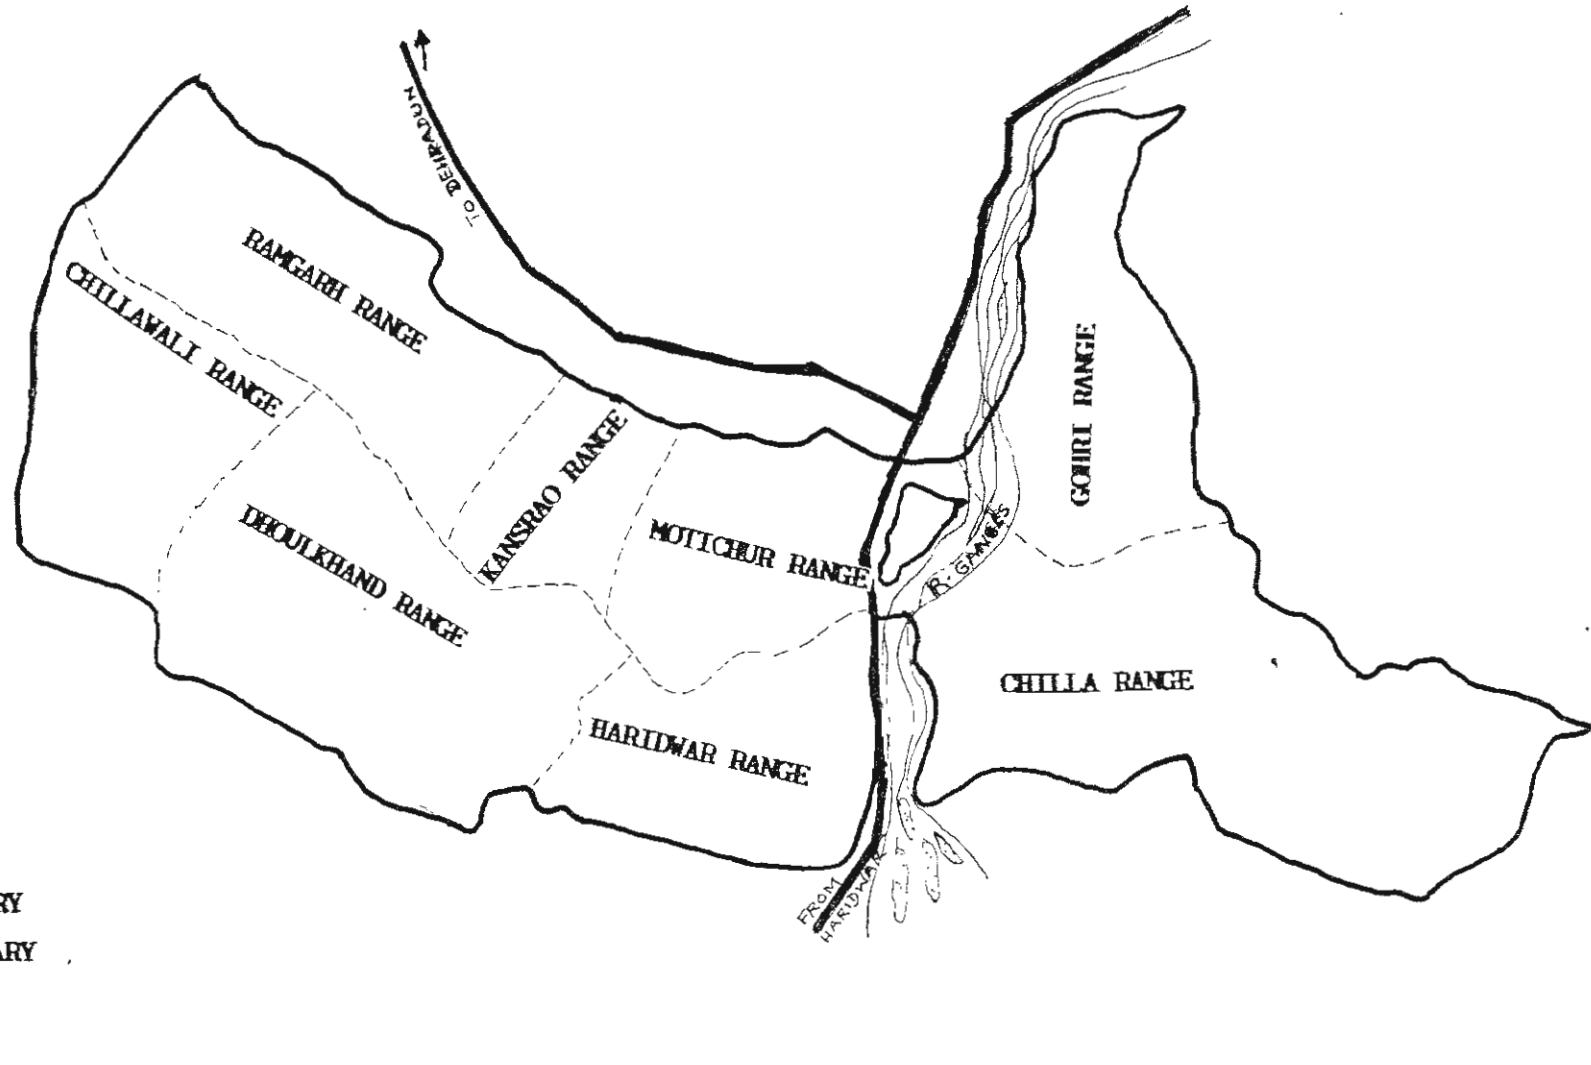 TO DEHRADUN
RAMGARH RANGE
CHILLAWALI RANGE
GOHRI RANGE
KANSRAO RANGE
MOTICHUR RANGE
DHOULKHAND RANGE
R. GANGES
CHILLA RANGE
HARIDWAR RANGE
FROM
HARIDWAR
RY
ARY